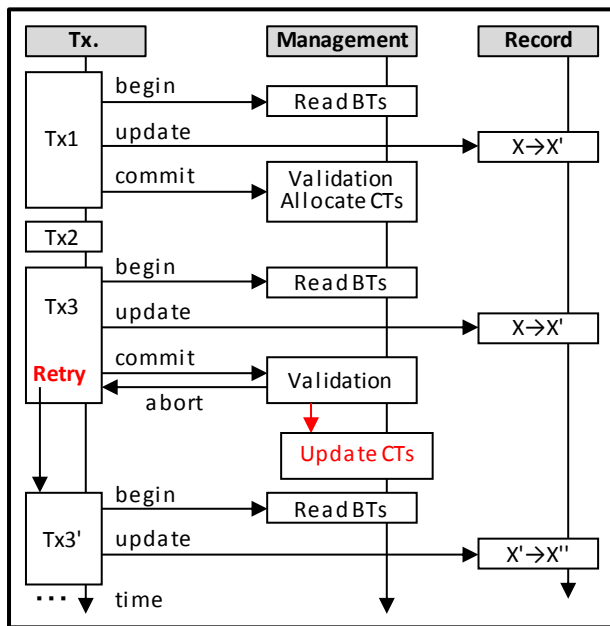 Tx. Management Record
begin
Read BTs
Tx1
update
X→X'
commit
Validation
Allocate CTs
Tx2
begin
Read BTs
Tx3
update
X→X'
commit
Retry
Validation
abort
Update CTs
begin
Read BTs
Tx3'
update
X'→X''
... time